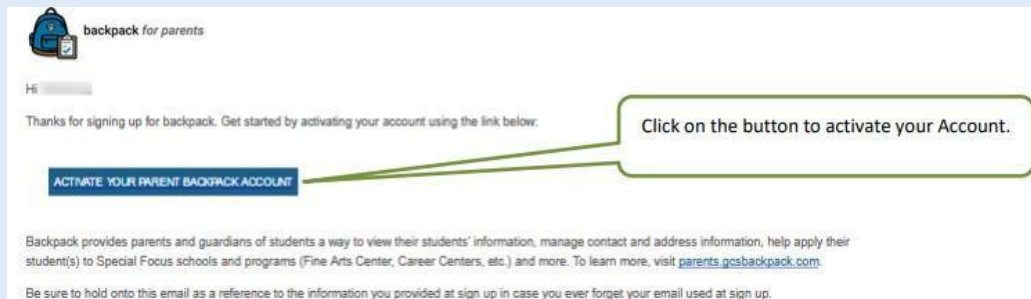 backpack for parents
Hi
Thanks for signing up for backpack. Get started by activating your account using the link below:
Click on the button to activate your Account.
ACTIVATE YOUR PARENT BACKPACK ACCOUNT
Backpack provides parents and guardians of students a way to view their students' information, manage contact and address information, help apply their
student(s) to Special Focus schools and programs (Fine Arts Center, Career Centers, etc.) and more. To learn more, visit parents.gcsbackpack.com.
Be sure to hold onto this email as a reference to the information you provided at sign up in case you ever forget your email used at sign up.